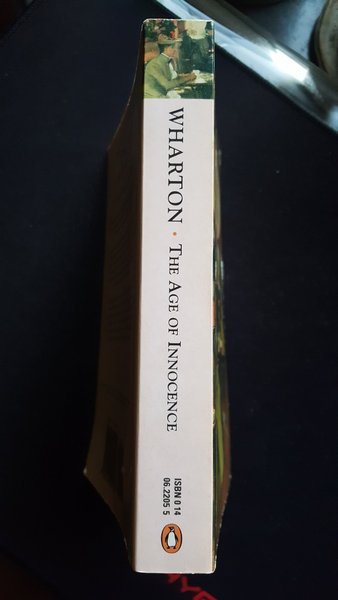 WHARTON · THE AGE OF INNOCENCE
ISBN 0 14
06.2205 5